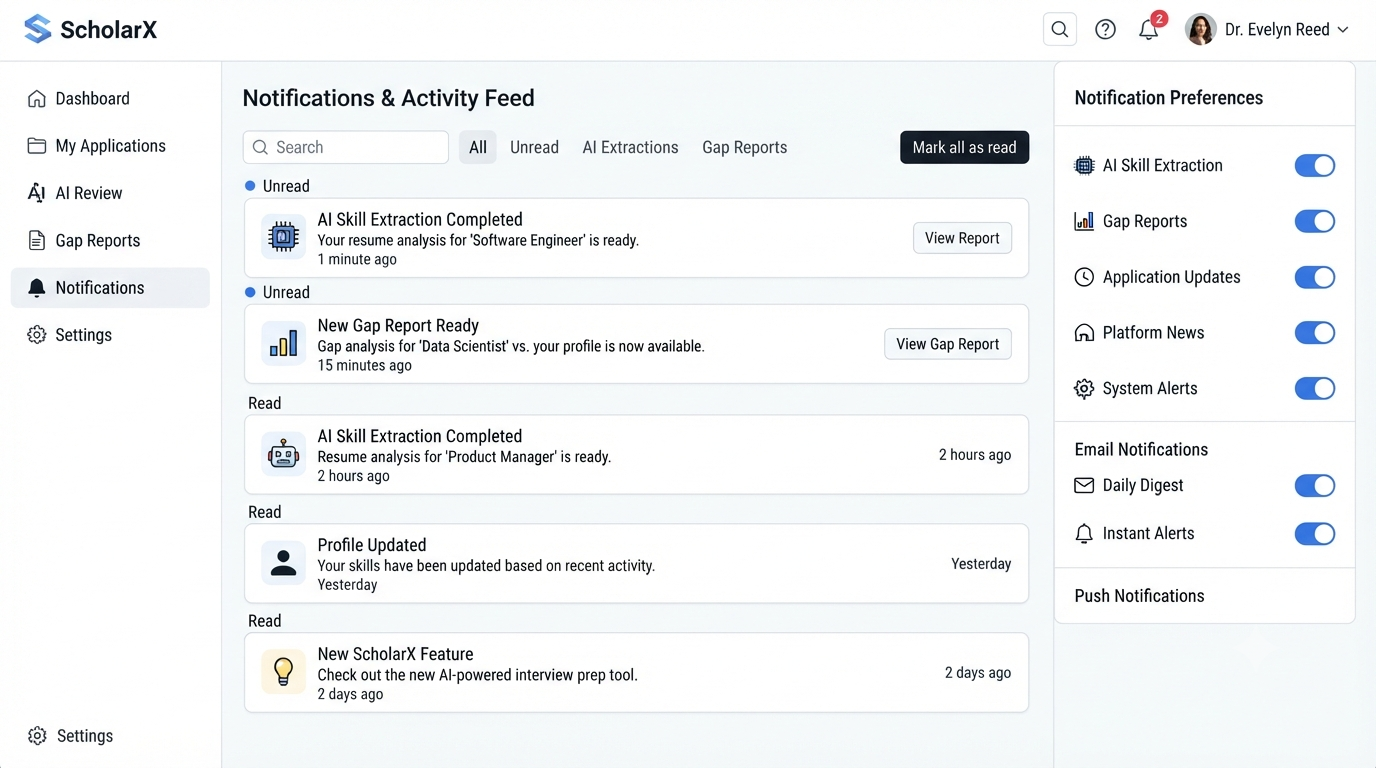 ScholarX
2
Dr. Evelyn Reed
Dashboard
My Applications
AI Review
Gap Reports
Notifications
Settings
Settings
Notifications & Activity Feed
Search
All
Unread
AI Extractions
Gap Reports
Mark all as read
Unread
AI Skill Extraction Completed
Your resume analysis for 'Software Engineer' is ready.
1 minute ago
View Report
Unread
New Gap Report Ready
Gap analysis for 'Data Scientist' vs. your profile is now available.
15 minutes ago
View Gap Report
Read
AI Skill Extraction Completed
Resume analysis for 'Product Manager' is ready.
2 hours ago
2 hours ago
Read
Profile Updated
Your skills have been updated based on recent activity.
Yesterday
Yesterday
Read
New ScholarX Feature
Check out the new AI-powered interview prep tool.
2 days ago
2 days ago
Notification Preferences
AI Skill Extraction
Gap Reports
Application Updates
Platform News
System Alerts
Email Notifications
Daily Digest
Instant Alerts
Push Notifications